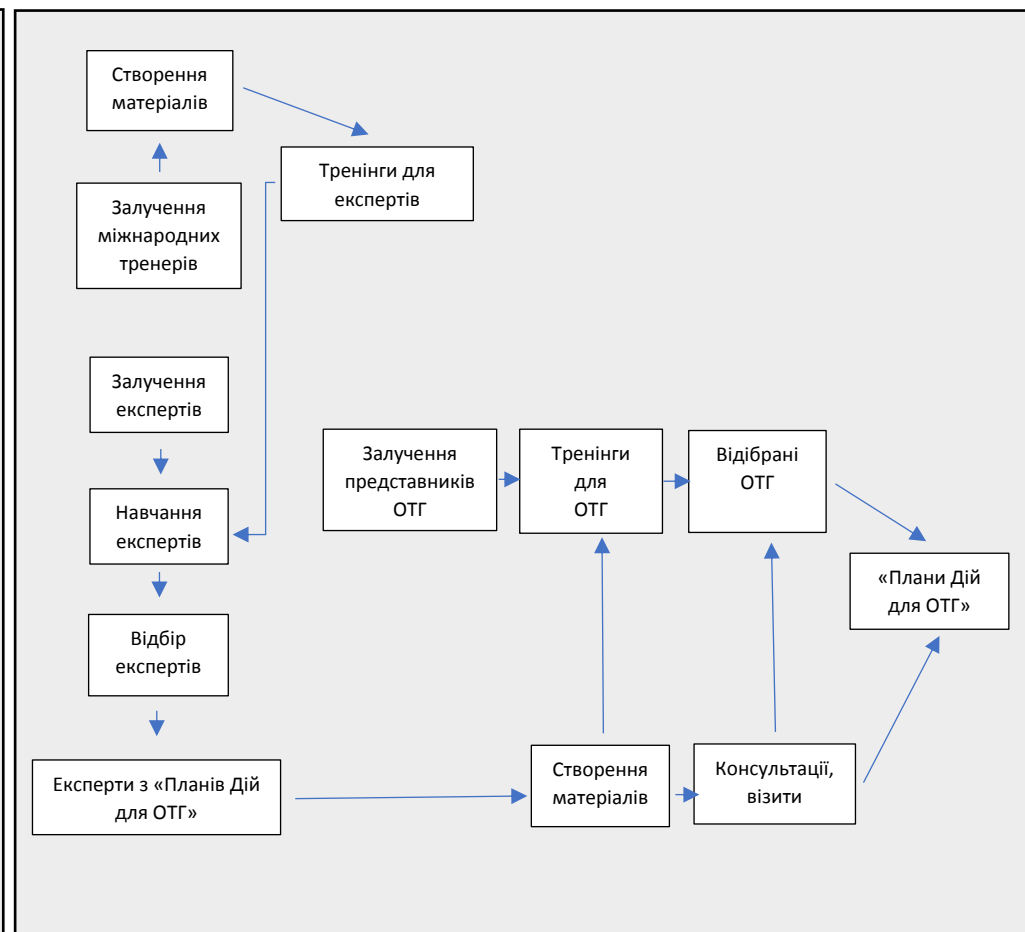 Створення
матеріалів
Тренінги для
експертів
Залучення
міжнародних
тренерів
Залучення
експертів
Навчання
експертів
Відбір
експертів
Експерти з «Планів Дій
для ОТГ»
Залучення
представників
ОТГ
Тренінги
для
ОТГ
Відібрані
ОТГ
«Плани Дій
для ОТГ»
Створення
матеріалів
Консультації,
візити